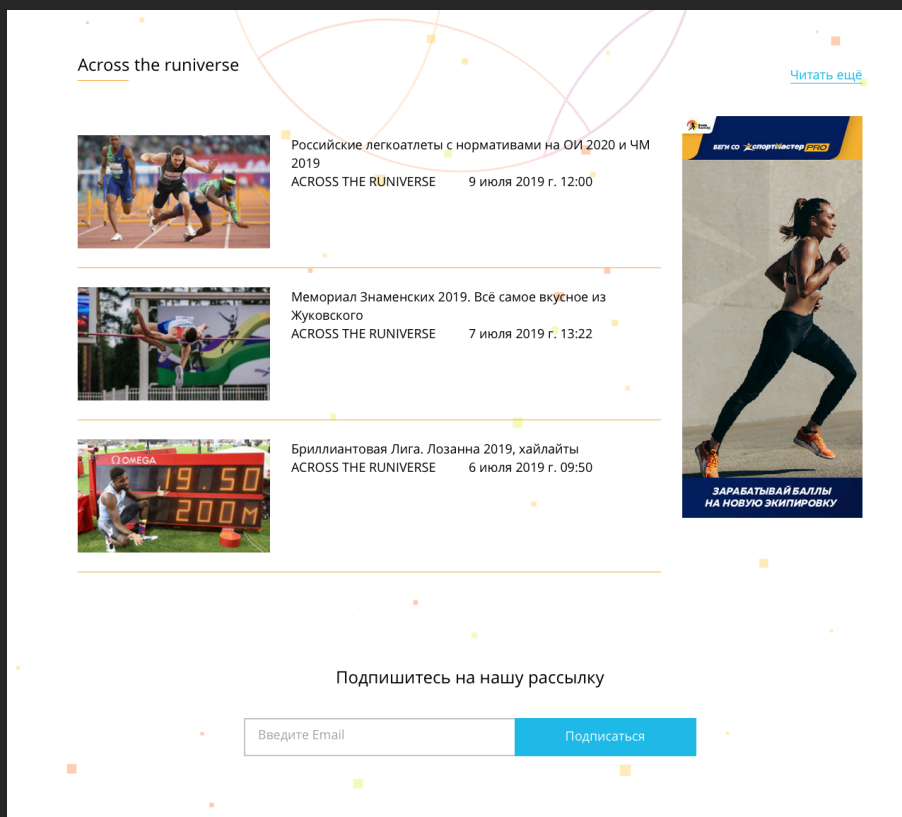 Across the runiverse
Читать ещё
Российские легкоатлеты с нормативами на ОИ 2020 и ЧМ
2019
ACROSS THE RUNIVERSE 9 июля 2019 г. 12:00
БЕГИ СО СПОРТМАСТЕР PRO
Мемориал Знаменских 2019. Всё самое вкусное из
Жуковского
ACROSS THE RUNIVERSE 7 июля 2019 г. 13:22
Бриллиантовая Лига. Лозанна 2019, хайлайты
ACROSS THE RUNIVERSE 6 июля 2019 г. 09:50
OMEGA
19.50
200M
ЗАРАБАТЫВАЙ БАЛЛЫ
НА НОВУЮ ЭКИПИРОВКУ
Подпишитесь на нашу рассылку
Введите Email
Подписаться